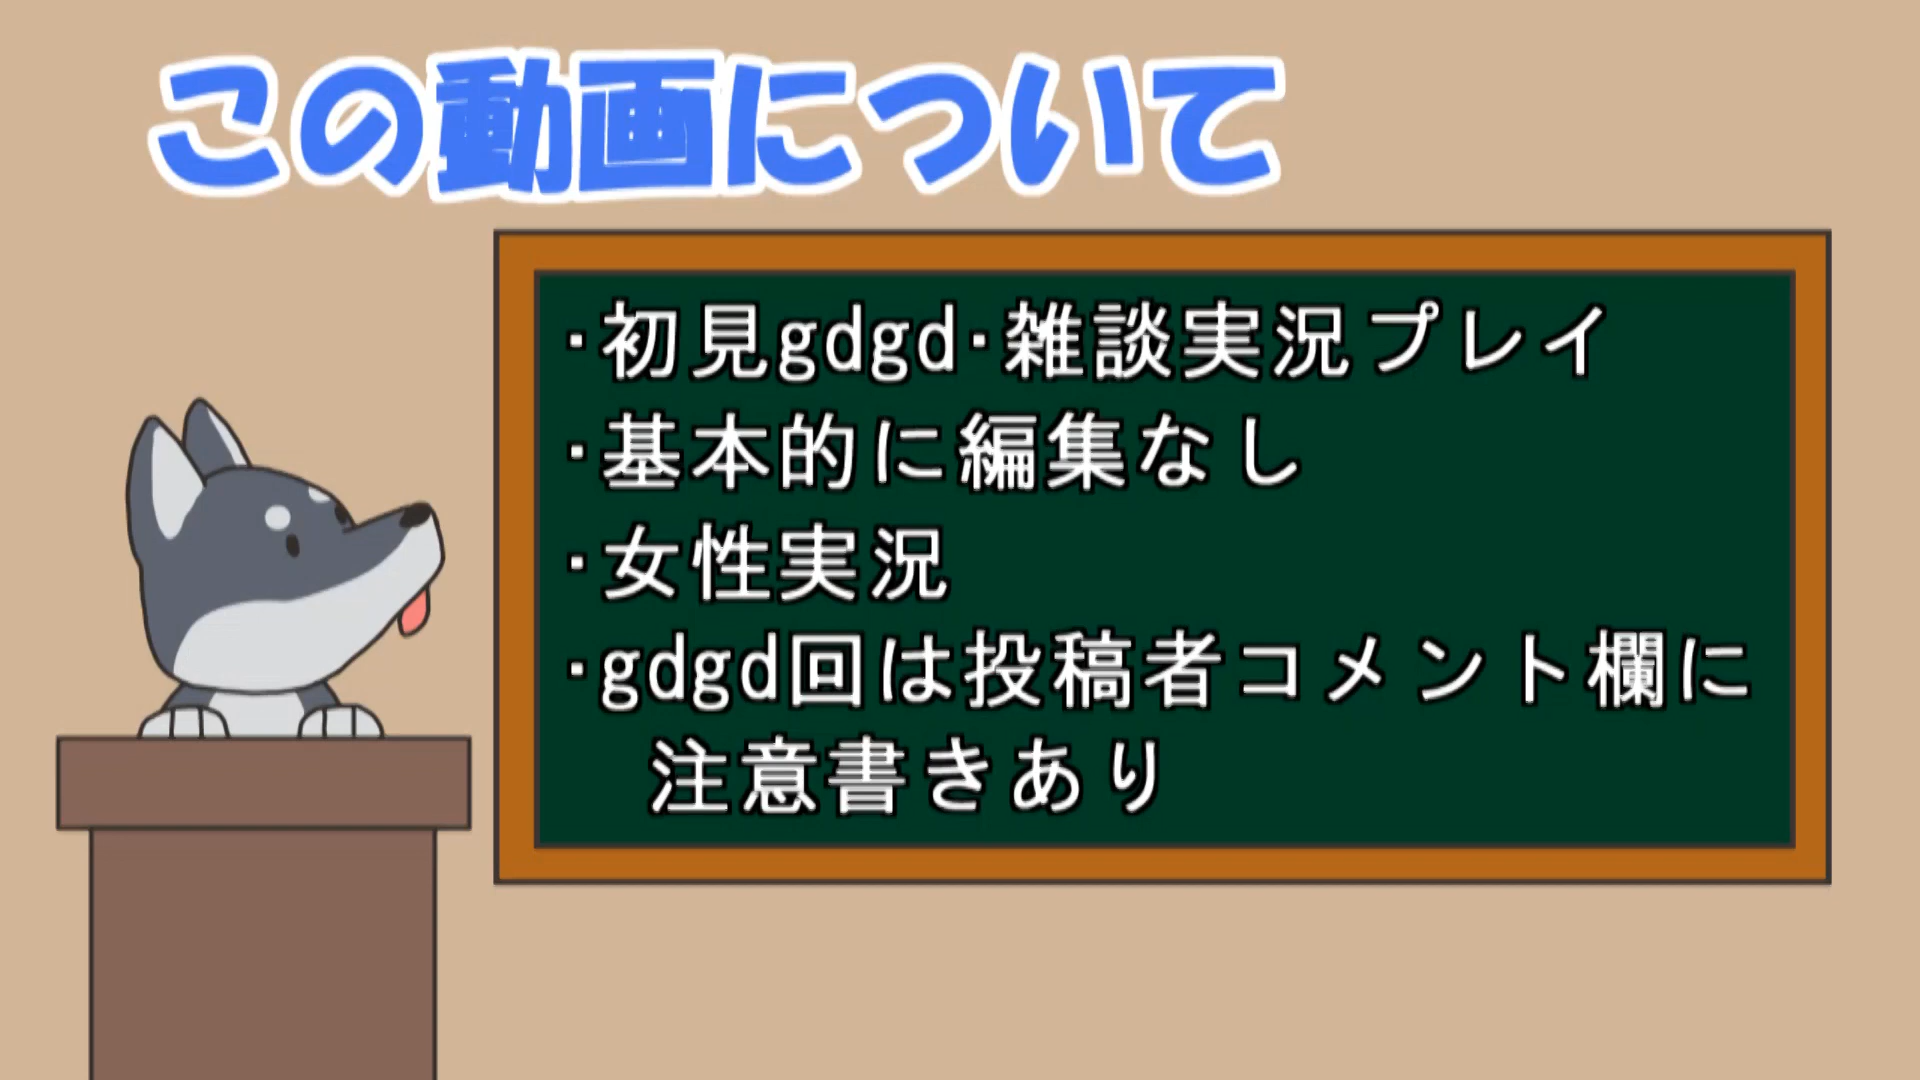 この動画について
･初見gdgd･雑談実況プレイ
･基本的に編集なし
･女性実況
･gdgd回は投稿者コメント欄に
注意書きあり